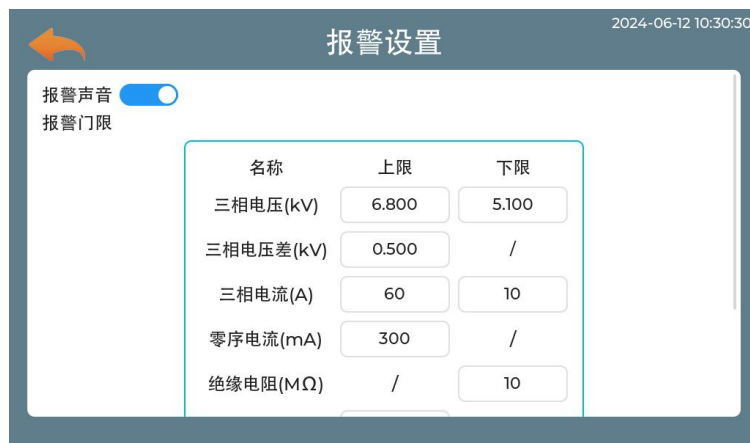 报警设置
2024-06-12 10:30:30
报警声音
报警门限
名称 上限 下限
三相电压(kV) 6.800 5.100
三相电压差(kV) 0.500 /
三相电流(A) 60 10
零序电流(mA) 300 /
绝缘电阻(MΩ) / 10